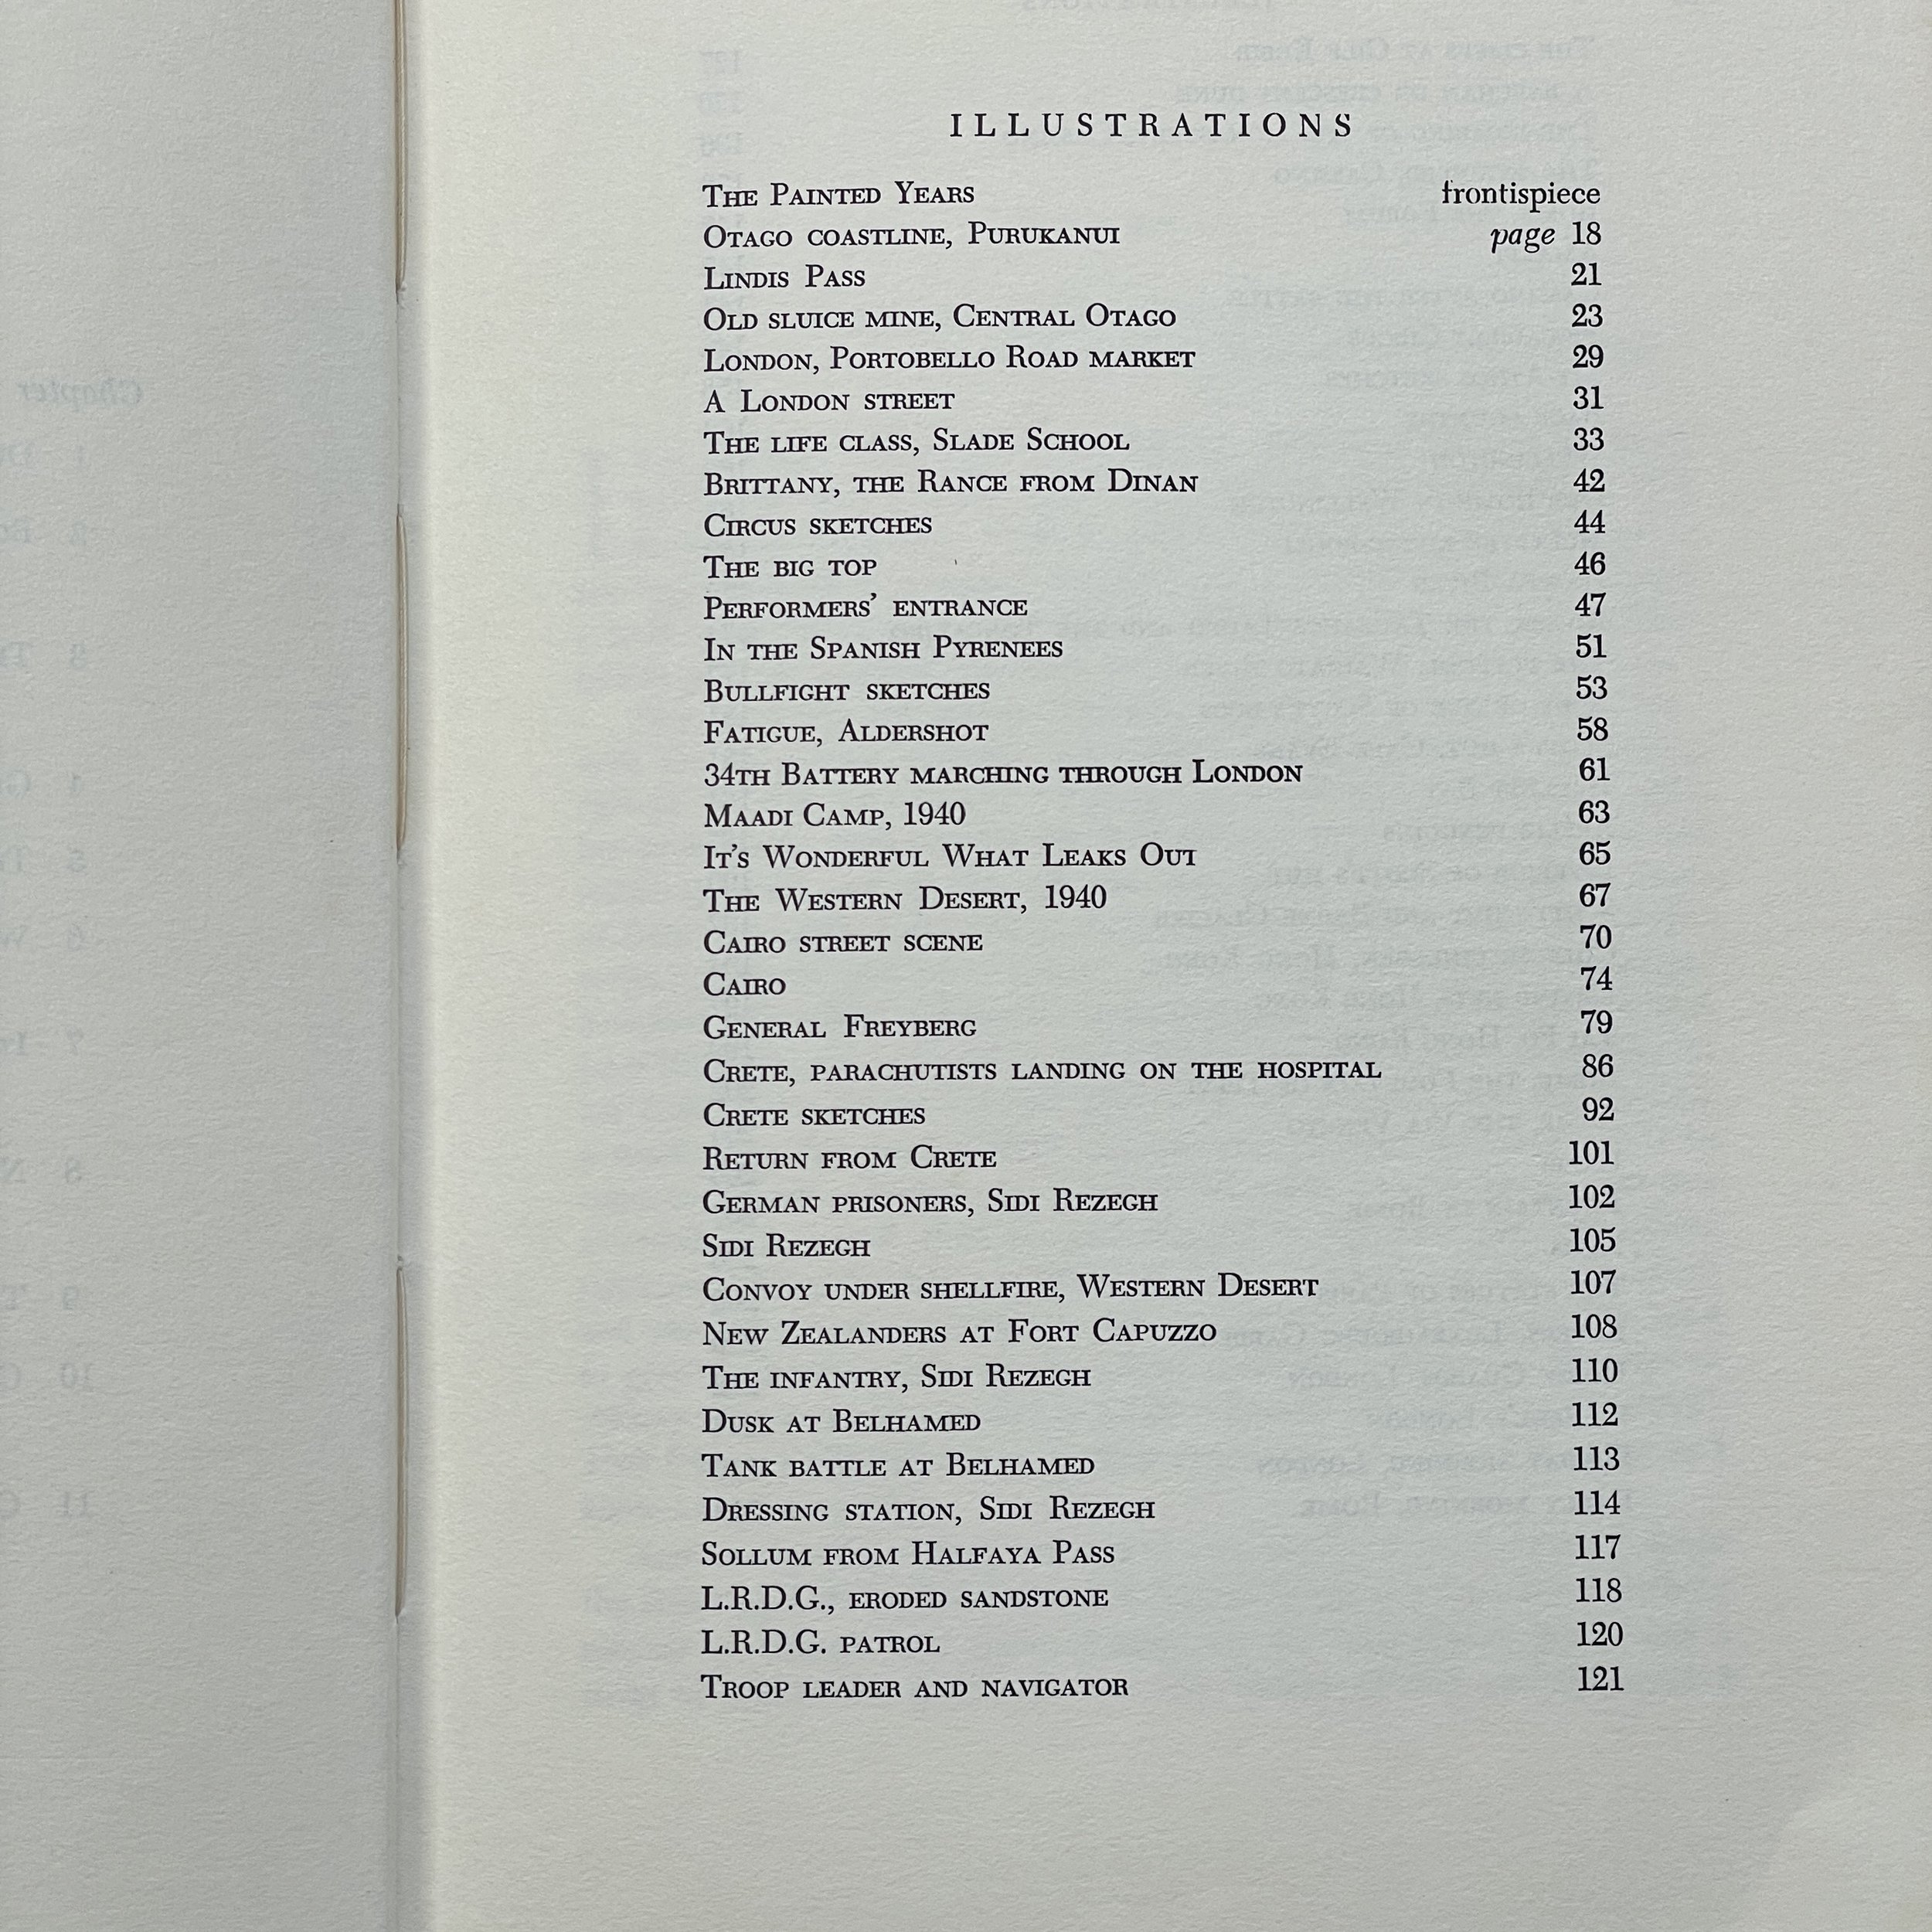 ILLUSTRATIONS
The Painted Years frontispiece
Otago coastline, Purukanui page 18
Lindis Pass 21
Old sluice mine, Central Otago 23
London, Portobello Road market 29
A London street 31
The life class, Slade School 33
Brittany, the Rance from Dinan 42
Circus sketches 44
The big top 46
Performers' entrance 47
In the Spanish Pyrenees 51
Bullfight sketches 53
Fatigue, Aldershot 58
34th Battery marching through London 61
Maadi Camp, 1940 63
It's Wonderful What Leaks Out 65
The Western Desert, 1940 67
Cairo street scene 70
Cairo 74
General Freyberg 79
Crete, parachutists landing on the hospital 86
Crete sketches 92
Return from Crete 101
German prisoners, Sidi Rezegh 102
Sidi Rezegh 105
Convoy under shellfire, Western Desert 107
New Zealanders at Fort Capuzzo 108
The infantry, Sidi Rezegh 110
Dusk at Belhamed 112
Tank battle at Belhamed 113
Dressing station, Sidi Rezegh 114
Sollum from Halfaya Pass 117
L.R.D.G., eroded sandstone 118
L.R.D.G. patrol 120
Troop leader and navigator 121